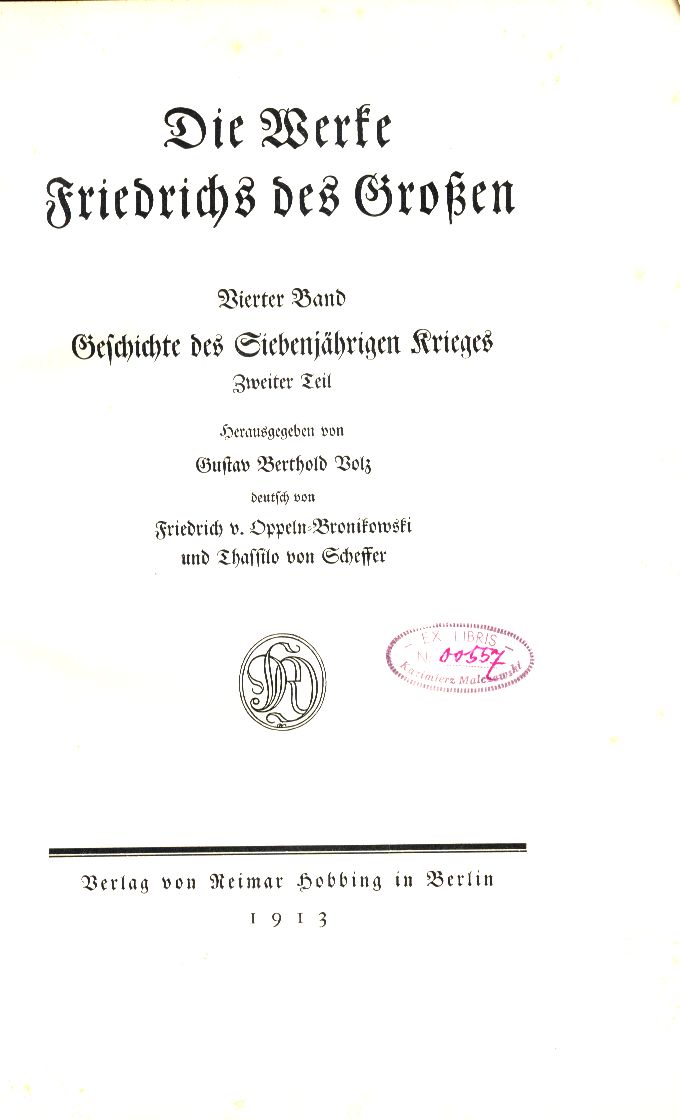 Die Werke
Friedrichs des Großen
Vierter Band
Geschichte des Siebenjährigen Krieges
Zweiter Teil
Herausgegeben von
Gustav Berthold Volz
deutsch von
Friedrich v. Oppeln-Bronikowski
und Thassilo von Scheffer
EX LIBRIS
Nr 00557
Kazimierz Malczewski
Verlag von Reimar Hobbing in Berlin
1913